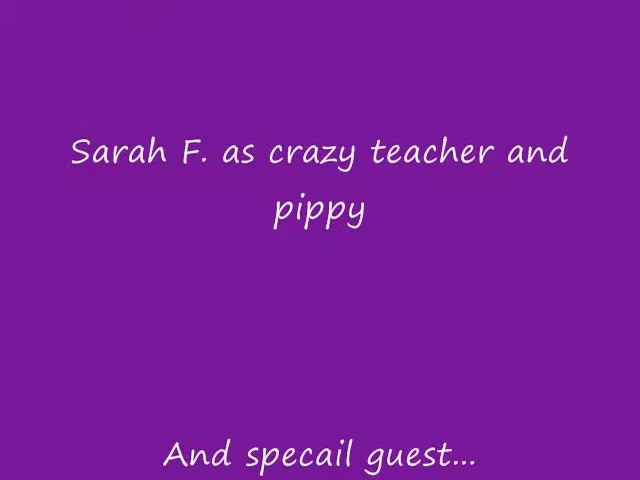 Sarah F. as crazy teacher and
pippy
And specail guest...